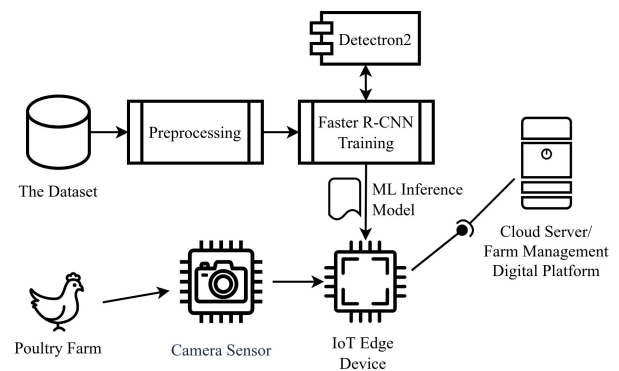 Detectron2
Preprocessing
Faster R-CNN
Training
The Dataset
ML Inference
Model
Cloud Server/
Farm Management
Digital Platform
Poultry Farm
Camera Sensor
IoT Edge
Device